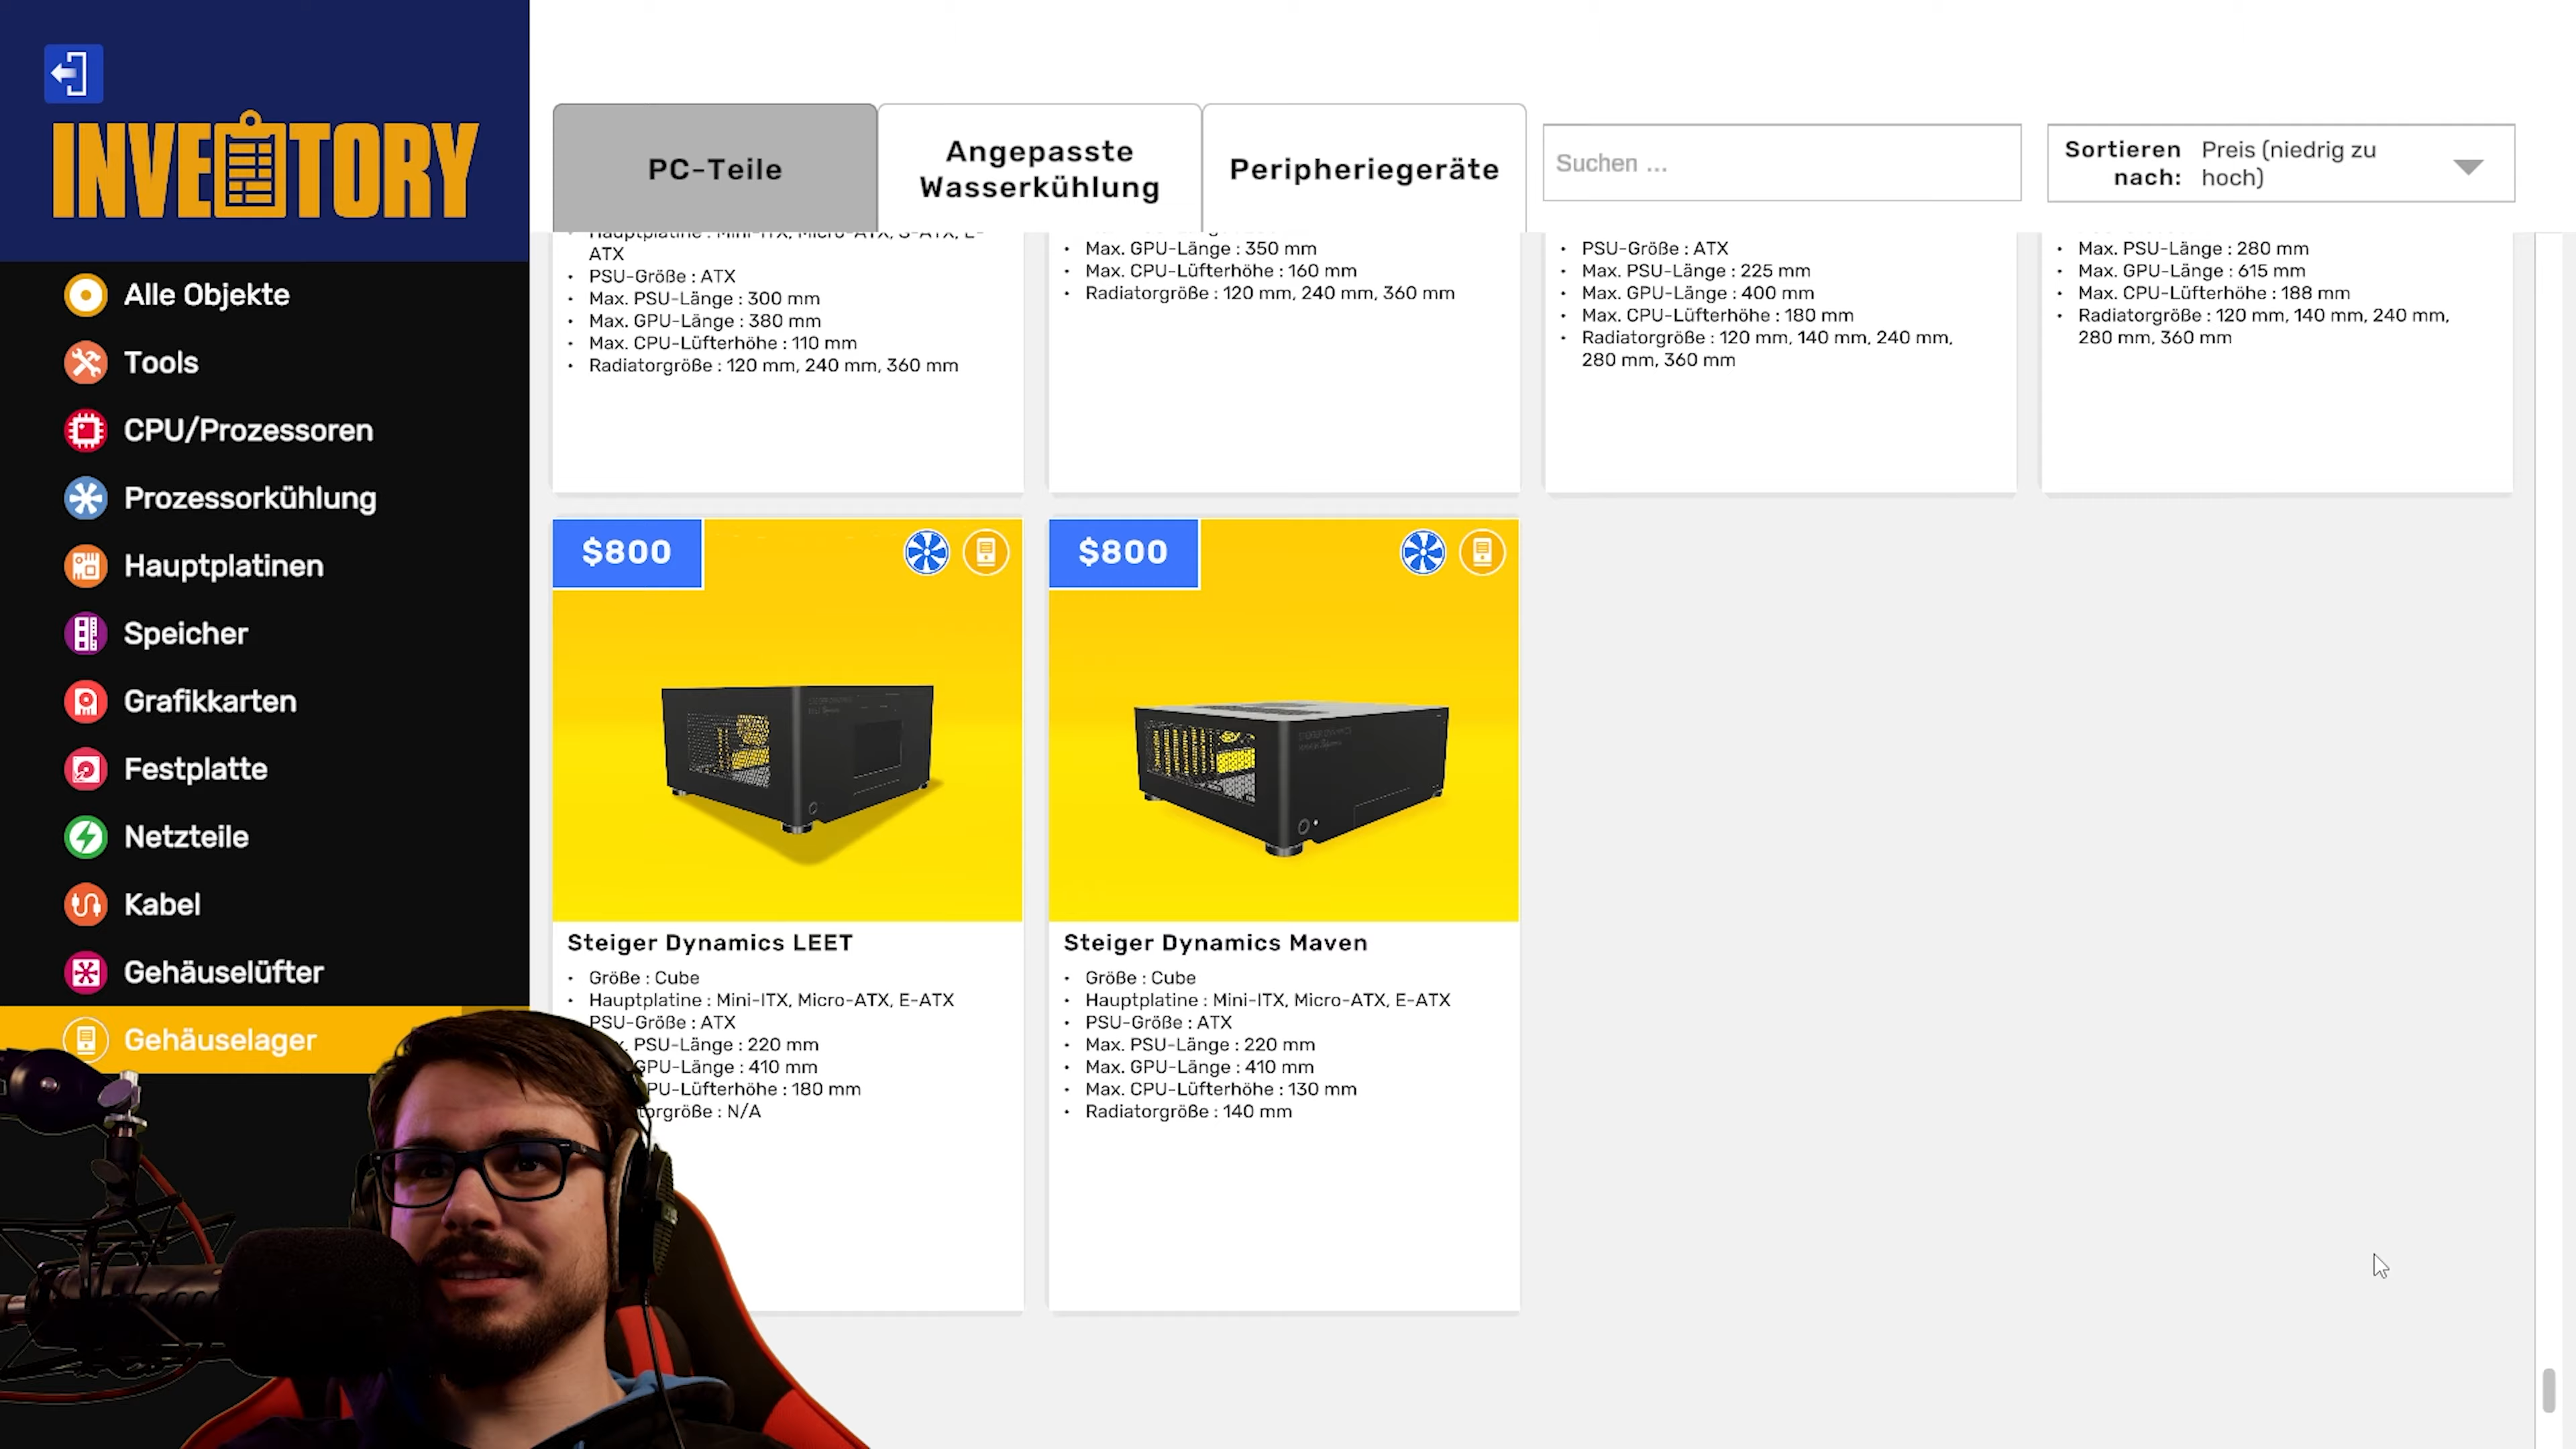 INVENTORY
PC-Teile
Angepasste
Wasserkühlung
Peripheriegeräte
Suchen ...
Sortieren
nach:
Preis (niedrig zu
hoch)
Alle Objekte
Tools
CPU/Prozessoren
Prozessorkühlung
Hauptplatinen
Speicher
Grafikkarten
Festplatte
Netzteile
Kabel
Gehäuselüfter
Gehäuselager
Hauptplatine : Mini-ITX, Micro-ATX, S-ATX, E-
ATX
• PSU-Größe : ATX
• Max. PSU-Länge : 300 mm
• Max. GPU-Länge : 380 mm
• Max. CPU-Lüfterhöhe : 110 mm
• Radiatorgröße : 120 mm, 240 mm, 360 mm
• Max. GPU-Länge : 350 mm
• Max. CPU-Lüfterhöhe : 160 mm
• Radiatorgröße : 120 mm, 240 mm, 360 mm
• PSU-Größe : ATX
• Max. PSU-Länge : 225 mm
• Max. GPU-Länge : 400 mm
• Max. CPU-Lüfterhöhe : 180 mm
• Radiatorgröße : 120 mm, 140 mm, 240 mm,
280 mm, 360 mm
• Max. PSU-Länge : 280 mm
• Max. GPU-Länge : 615 mm
• Max. CPU-Lüfterhöhe : 188 mm
• Radiatorgröße : 120 mm, 140 mm, 240 mm,
280 mm, 360 mm
$800
Steiger Dynamics LEET
• Größe : Cube
• Hauptplatine : Mini-ITX, Micro-ATX, E-ATX
PSU-Größe : ATX
PSU-Länge : 220 mm
GPU-Länge : 410 mm
PU-Lüfterhöhe : 180 mm
torgröße : N/A
$800
Steiger Dynamics Maven
• Größe : Cube
• Hauptplatine : Mini-ITX, Micro-ATX, E-ATX
• PSU-Größe : ATX
• Max. PSU-Länge : 220 mm
• Max. GPU-Länge : 410 mm
• Max. CPU-Lüfterhöhe : 130 mm
• Radiatorgröße : 140 mm